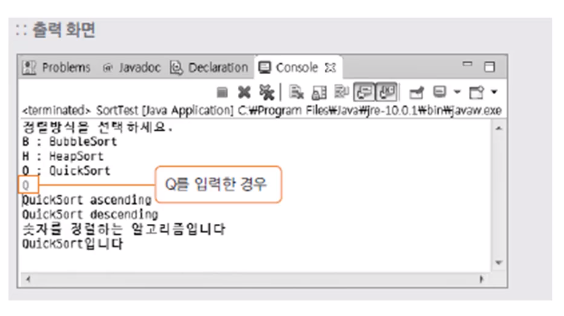 :: 출력 화면
Problems @ Javadoc Declaration Console
<terminated> SortTest [Java Application] C:₩Program Files₩Java₩jre-10.0.1₩bin₩javaw.exe
정렬방식을 선택하세요.
B : BubbleSort
H : HeapSort
Q : QuickSort
Q
Q를 입력한 경우
QuickSort ascending
QuickSort descending
숫자를 정렬하는 알고리즘입니다
QuickSort입니다